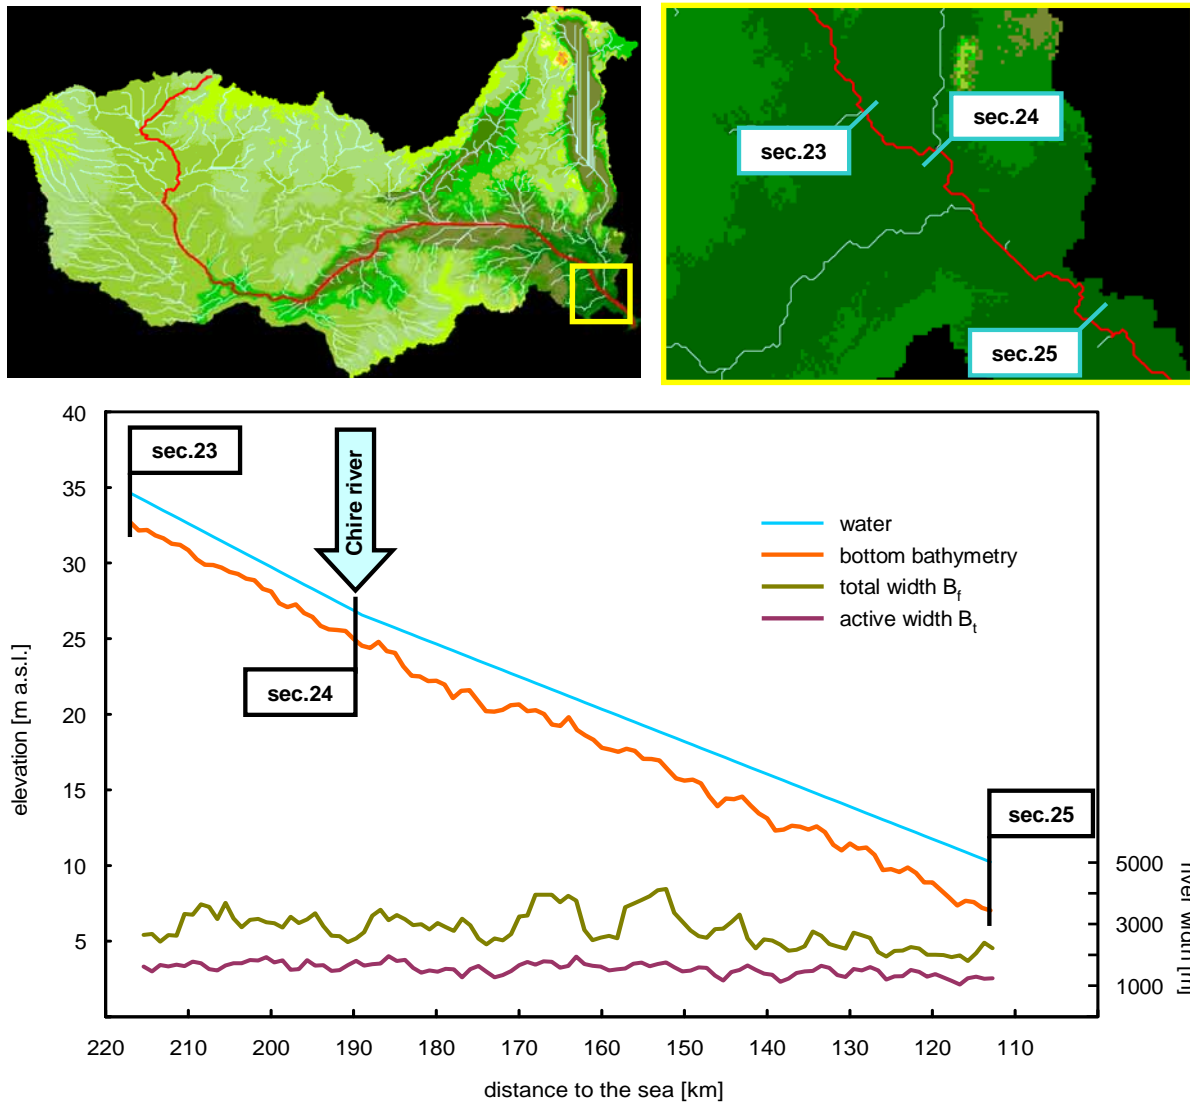 sec.23
sec.24
sec.25
40
35
30
25
20
15
10
5
elevation [m a.s.l.]
sec.23
Chire river
sec.24
sec.25
water
bottom bathymetry
total width Bf
active width Bt
5000
3000
1000
river width [m]
220 210 200 190 180 170 160 150 140 130 120 110
distance to the sea [km]